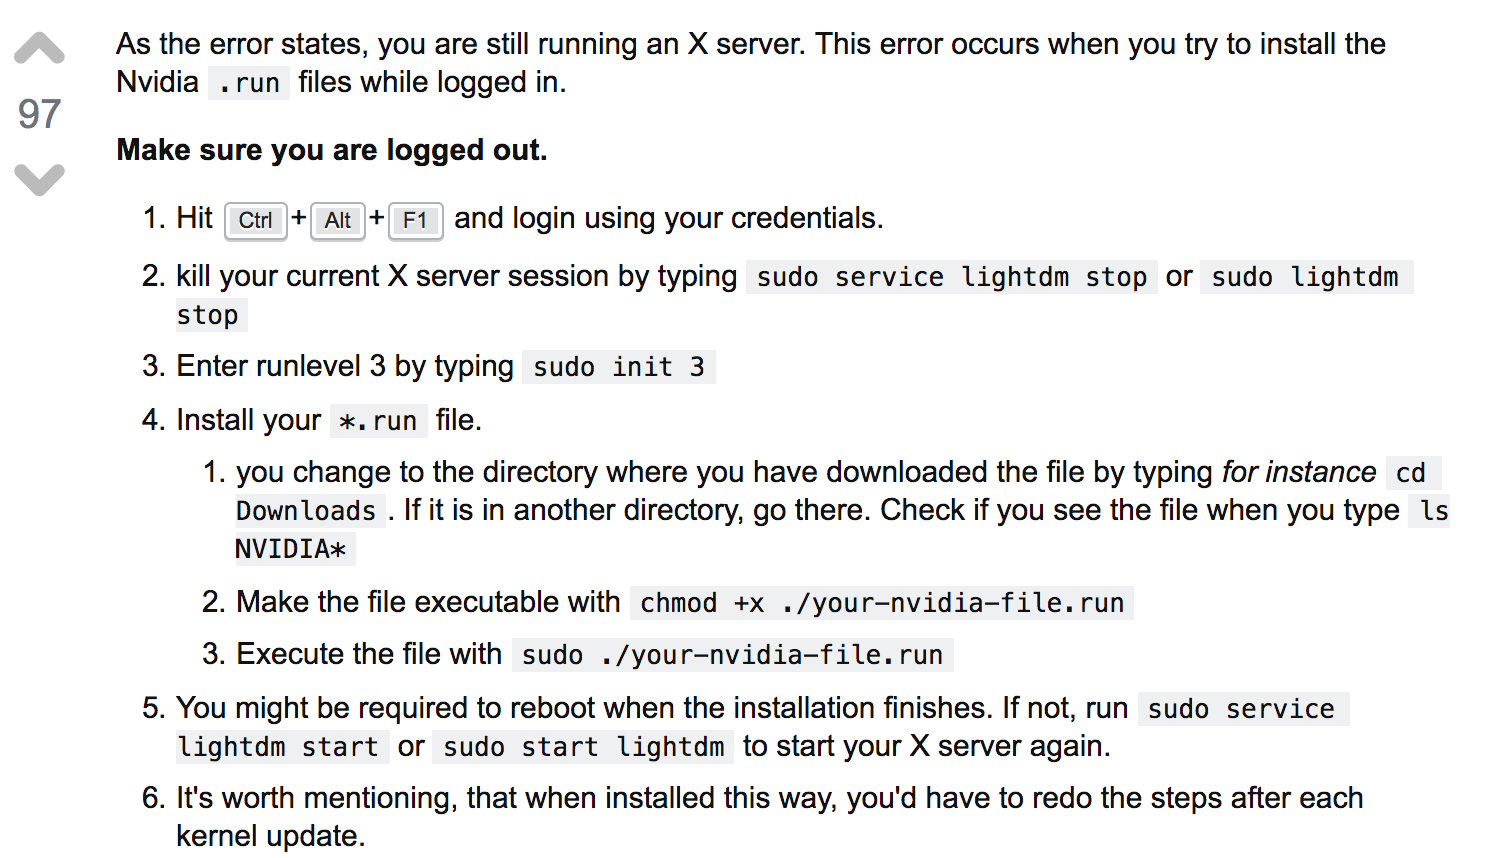 As the error states, you are still running an X server. This error occurs when you try to install the
Nvidia .run files while logged in.
97
Make sure you are logged out.
1. Hit Ctrl+Alt+F1 and login using your credentials.
2. kill your current X server session by typing sudo service lightdm stop or sudo lightdm
stop
3. Enter runlevel 3 by typing sudo init 3
4. Install your *.run file.
1. you change to the directory where you have downloaded the file by typing for instance cd
Downloads . If it is in another directory, go there. Check if you see the file when you type ls
NVIDIA*
2. Make the file executable with chmod +x ./your-nvidia-file.run
3. Execute the file with sudo ./your-nvidia-file.run
5. You might be required to reboot when the installation finishes. If not, run sudo service
lightdm start or sudo start lightdm to start your X server again.
6. It's worth mentioning, that when installed this way, you'd have to redo the steps after each
kernel update.